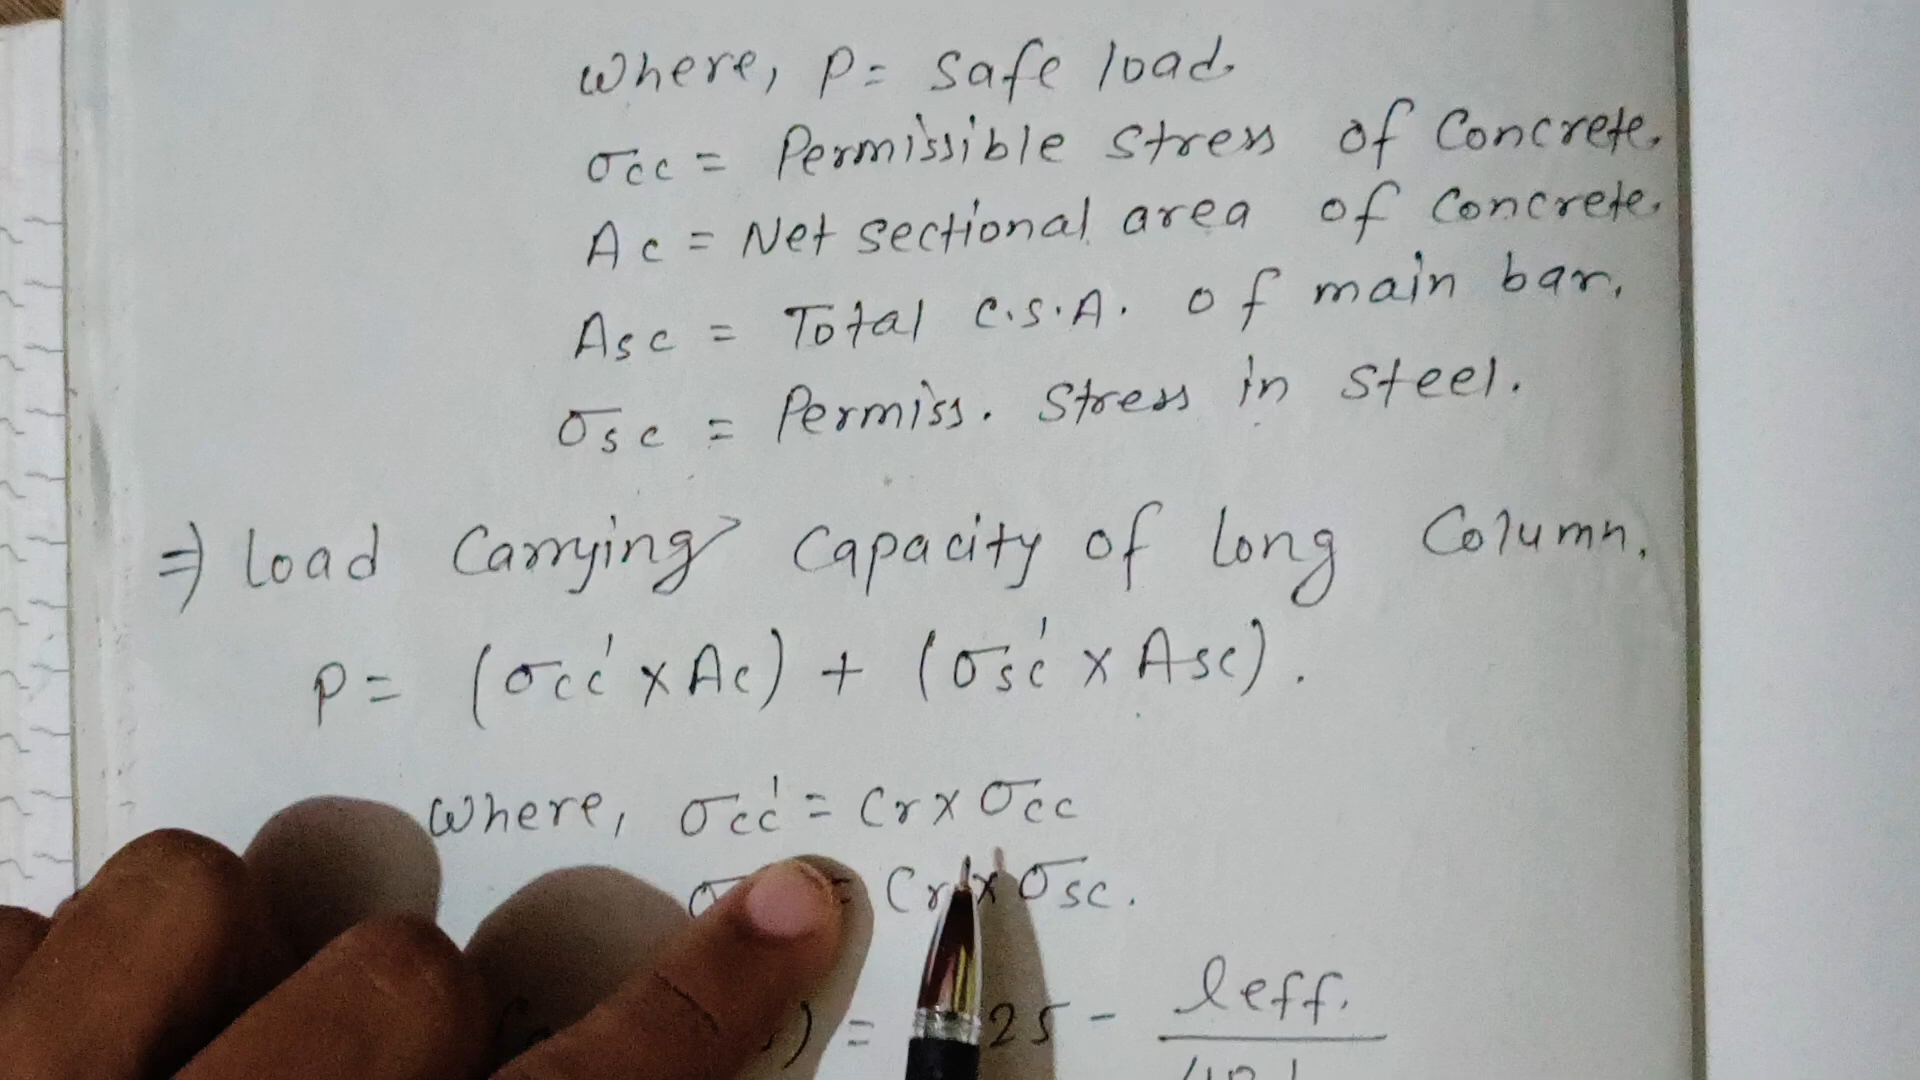 where, P = Safe load.
σcc = Permissible stress of Concrete.
Ac = Net sectional area of Concrete.
Asc = Total c.s.A. of main bar.
σsc = Permiss. Stress in steel.
⇒ Load Carrying Capacity of long Column.
P = (σcc' × Ac) + (σsc' × Asc).
where, σcc' = Cr × σcc
= Cr × σsc.
) = 25 - leff.